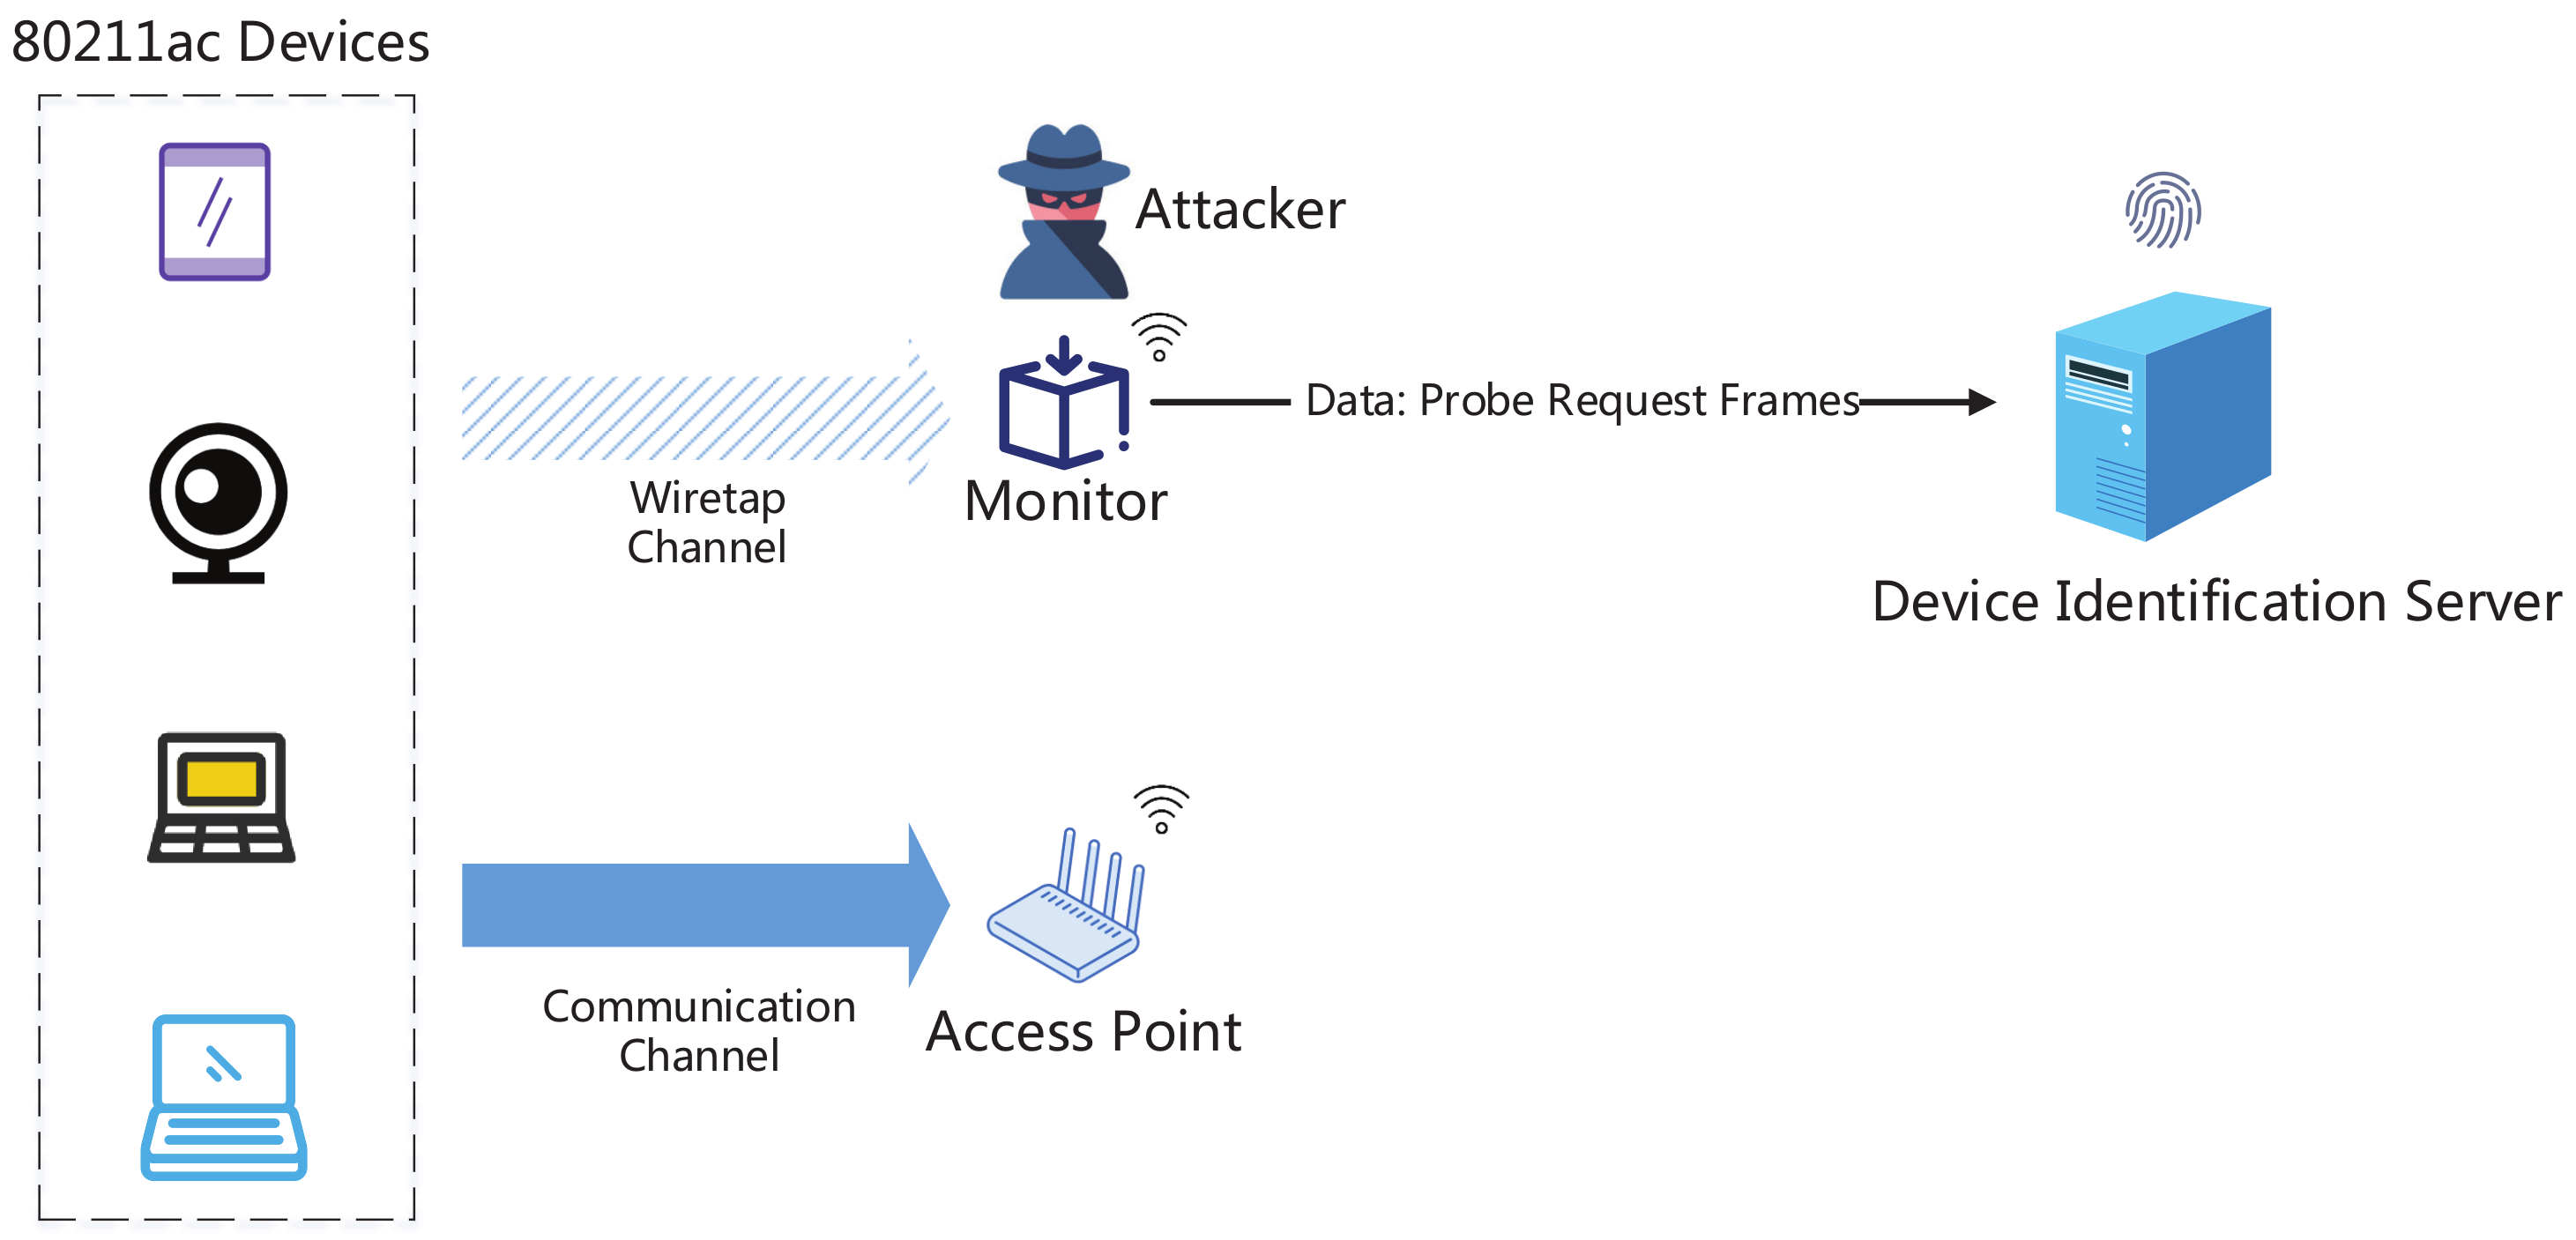 80211ac Devices
Attacker
Data: Probe Request Frames
Wiretap
Channel
Monitor
Device Identification Server
Communication
Channel
Access Point